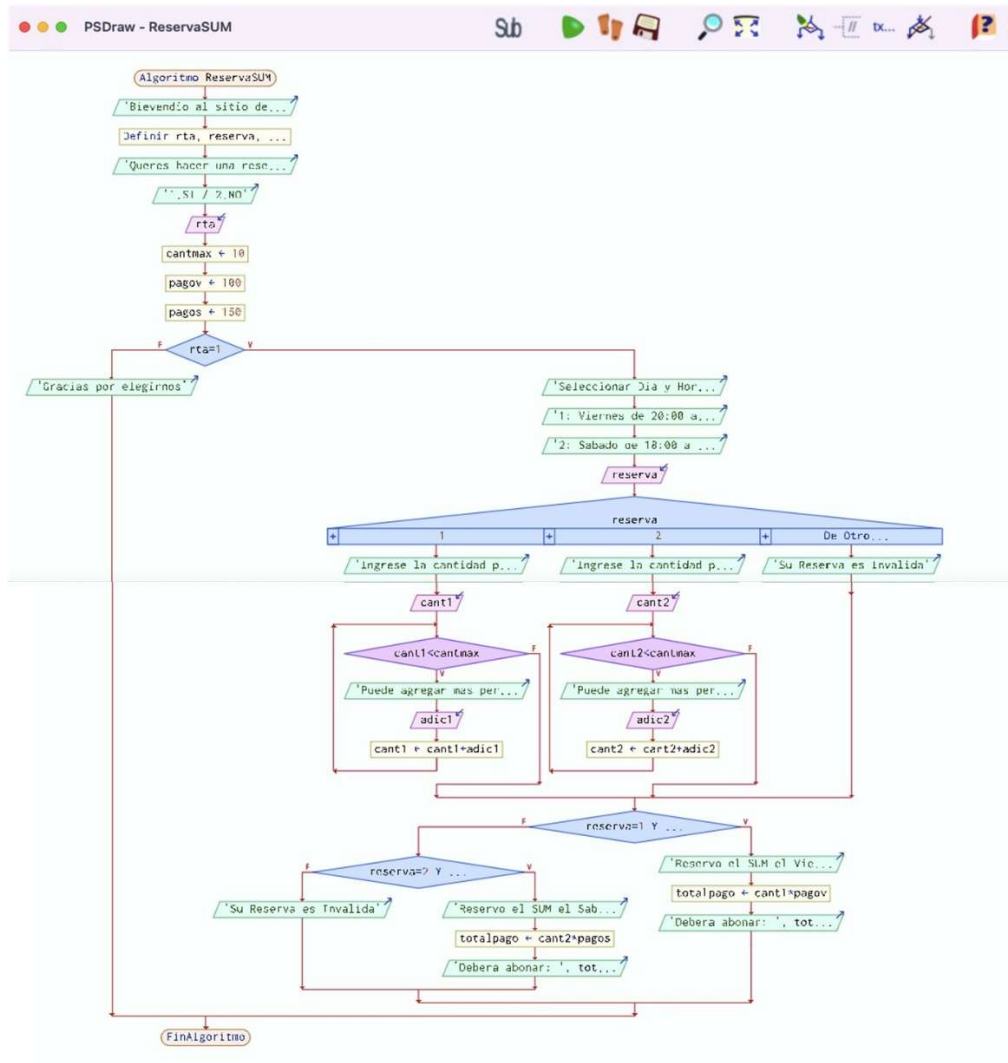 PSDraw - ReservaSUM
Sub
tx...
Algoritmo ReservaSUM
'Bievendio al sitio de...
Definir rta, reserva, ...
'Queres hacer una rese...
SI / 2.NO'
rta
cantmax ← 10
pagov ← 100
pagos ← 150
F rta=1 V
'Gracias por elegirnos'
'Seleccionar Dia y Hor...
'1: Viernes de 20:00 a...
'2: Sabado de 18:00 a ...
reserva
reserva
+ 1 + 2 + De Otro...
'Ingrese la cantidad p... 'Ingrese la cantidad p... 'Su Reserva es Invalida'
cant1 cant2
cant1<cantmax F cant2<cantmax F
V V
'Puede agregar mas per... 'Puede agregar mas per...
adic1 adic2
cant1 ← cant1+adic1 cant2 ← cant2+adic2
F reserva=1 Y ... V
F reserva=2 Y ... V
'Reservo el SUM el Vie...
totalpago ← cant1*pagov
'Debera abonar: ', tot...
'Su Reserva es Invalida' 'Reservo el SUM el Sab...
totalpago ← cant2*pagos
'Debera abonar: ', tot...
FinAlgoritmo